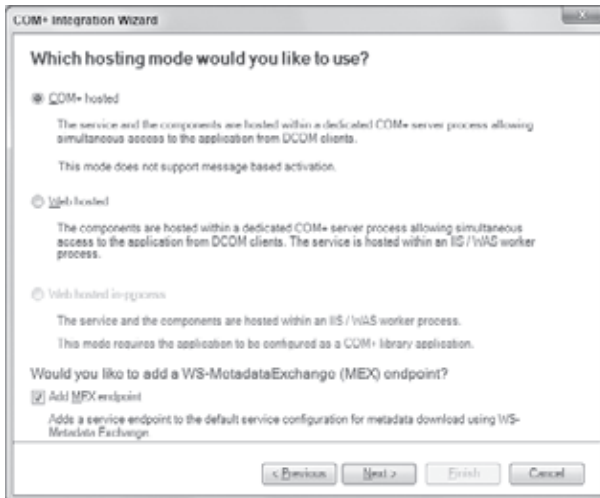 COM+ Integration Wizard
Which hosting mode would you like to use?
COM+ hosted
The service and the components are hosted within a dedicated COM+ server process allowing
simultaneous access to the application from DCOM clients.
This mode does not support message based activation.
Web hosted
The components are hosted within a dedicated COM+ server process allowing simultaneous
access to the application from DCOM clients. The service is hosted within an IIS / WAS worker
process.
Web hosted in-process
The service and the components are hosted within an IIS / WAS worker process.
This mode requires the application to be configured as a COM+ library application.
Would you like to add a WS-MetadataExchange (MEX) endpoint?
Add MEX endpoint
Adds a service endpoint to the default service configuration for metadata download using WS-
Metadata Exchange
< Previous Next > Finish Cancel